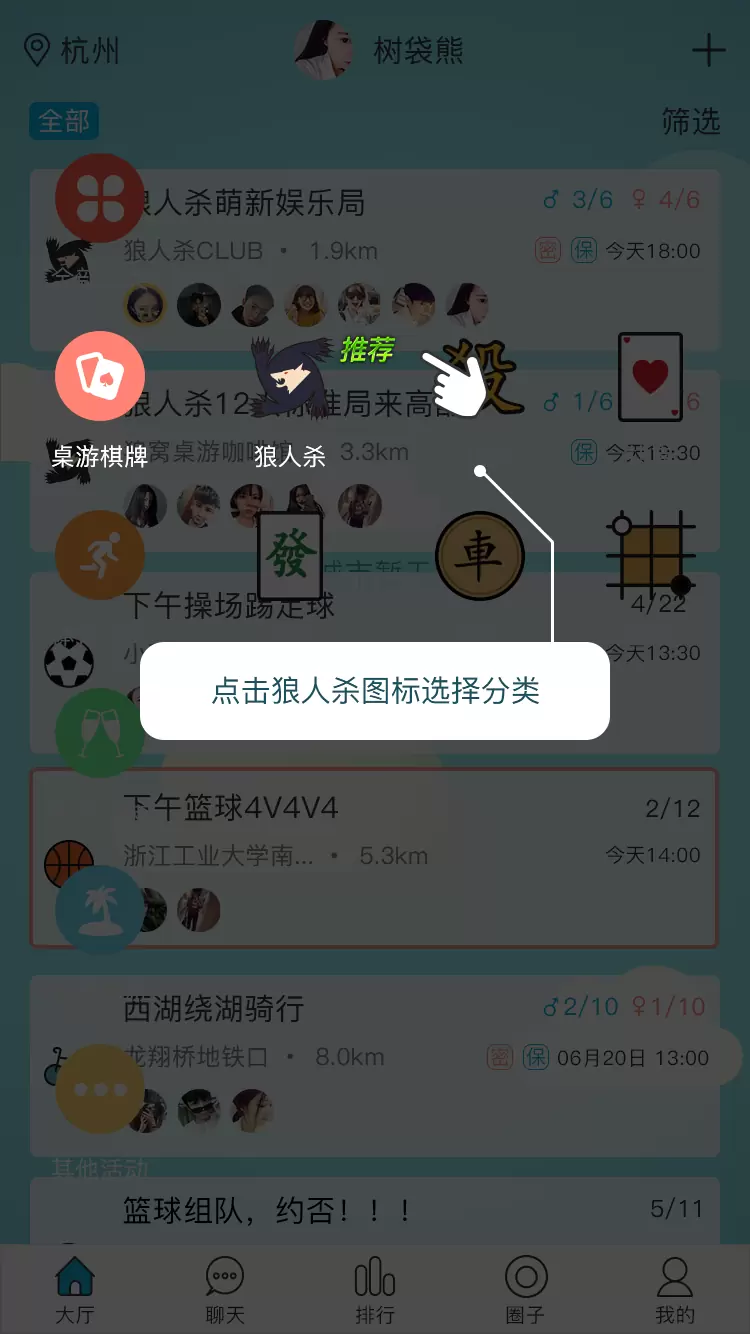 杭州
树袋熊
全部
筛选
狼人杀萌新娱乐局
3/6
4/6
狼人杀CLUB • 1.9km
密 保 今天18:00
推荐
杀
狼人杀12
准局来高
1/6
6
桌游棋牌
狼人杀
窝桌游咖啡馆 3.3km
保 今天19:30
發
車
城市暂无
下午操场踢足球
4/22
小
今天13:30
点击狼人杀图标选择分类
下午篮球4V4V4
2/12
浙江工业大学南... • 5.3km
今天14:00
西湖绕湖骑行
2/10
1/10
龙翔桥地铁口 • 8.0km
密 保 06月20日 13:00
其他活动
篮球组队，约否！！！
5/11
大厅
聊天
排行
圈子
我的